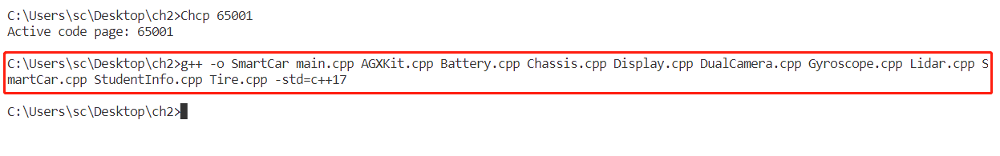 C:\Users\sc\Desktop\ch2>Chcp 65001
Active code page: 65001
C:\Users\sc\Desktop\ch2>g++ -o SmartCar main.cpp AGXKit.cpp Battery.cpp Chassis.cpp Display.cpp DualCamera.cpp Gyroscope.cpp Lidar.cpp S
martCar.cpp StudentInfo.cpp Tire.cpp -std=c++17
C:\Users\sc\Desktop\ch2>